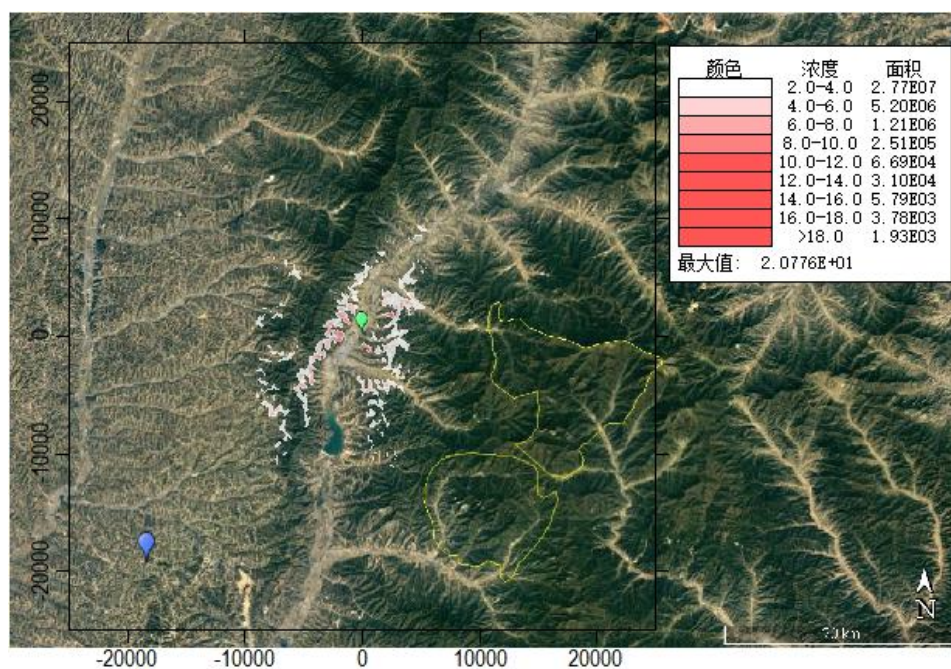 颜色 浓度 面积
2.0-4.0 2.77E07
4.0-6.0 5.20E06
6.0-8.0 1.21E06
8.0-10.0 2.51E05
10.0-12.0 6.69E04
12.0-14.0 3.10E04
14.0-16.0 5.79E03
16.0-18.0 3.78E03
>18.0 1.93E03
最大值: 2.0776E+01
20000
10000
0
-10000
-20000
N
-20000 -10000 0 10000 20000